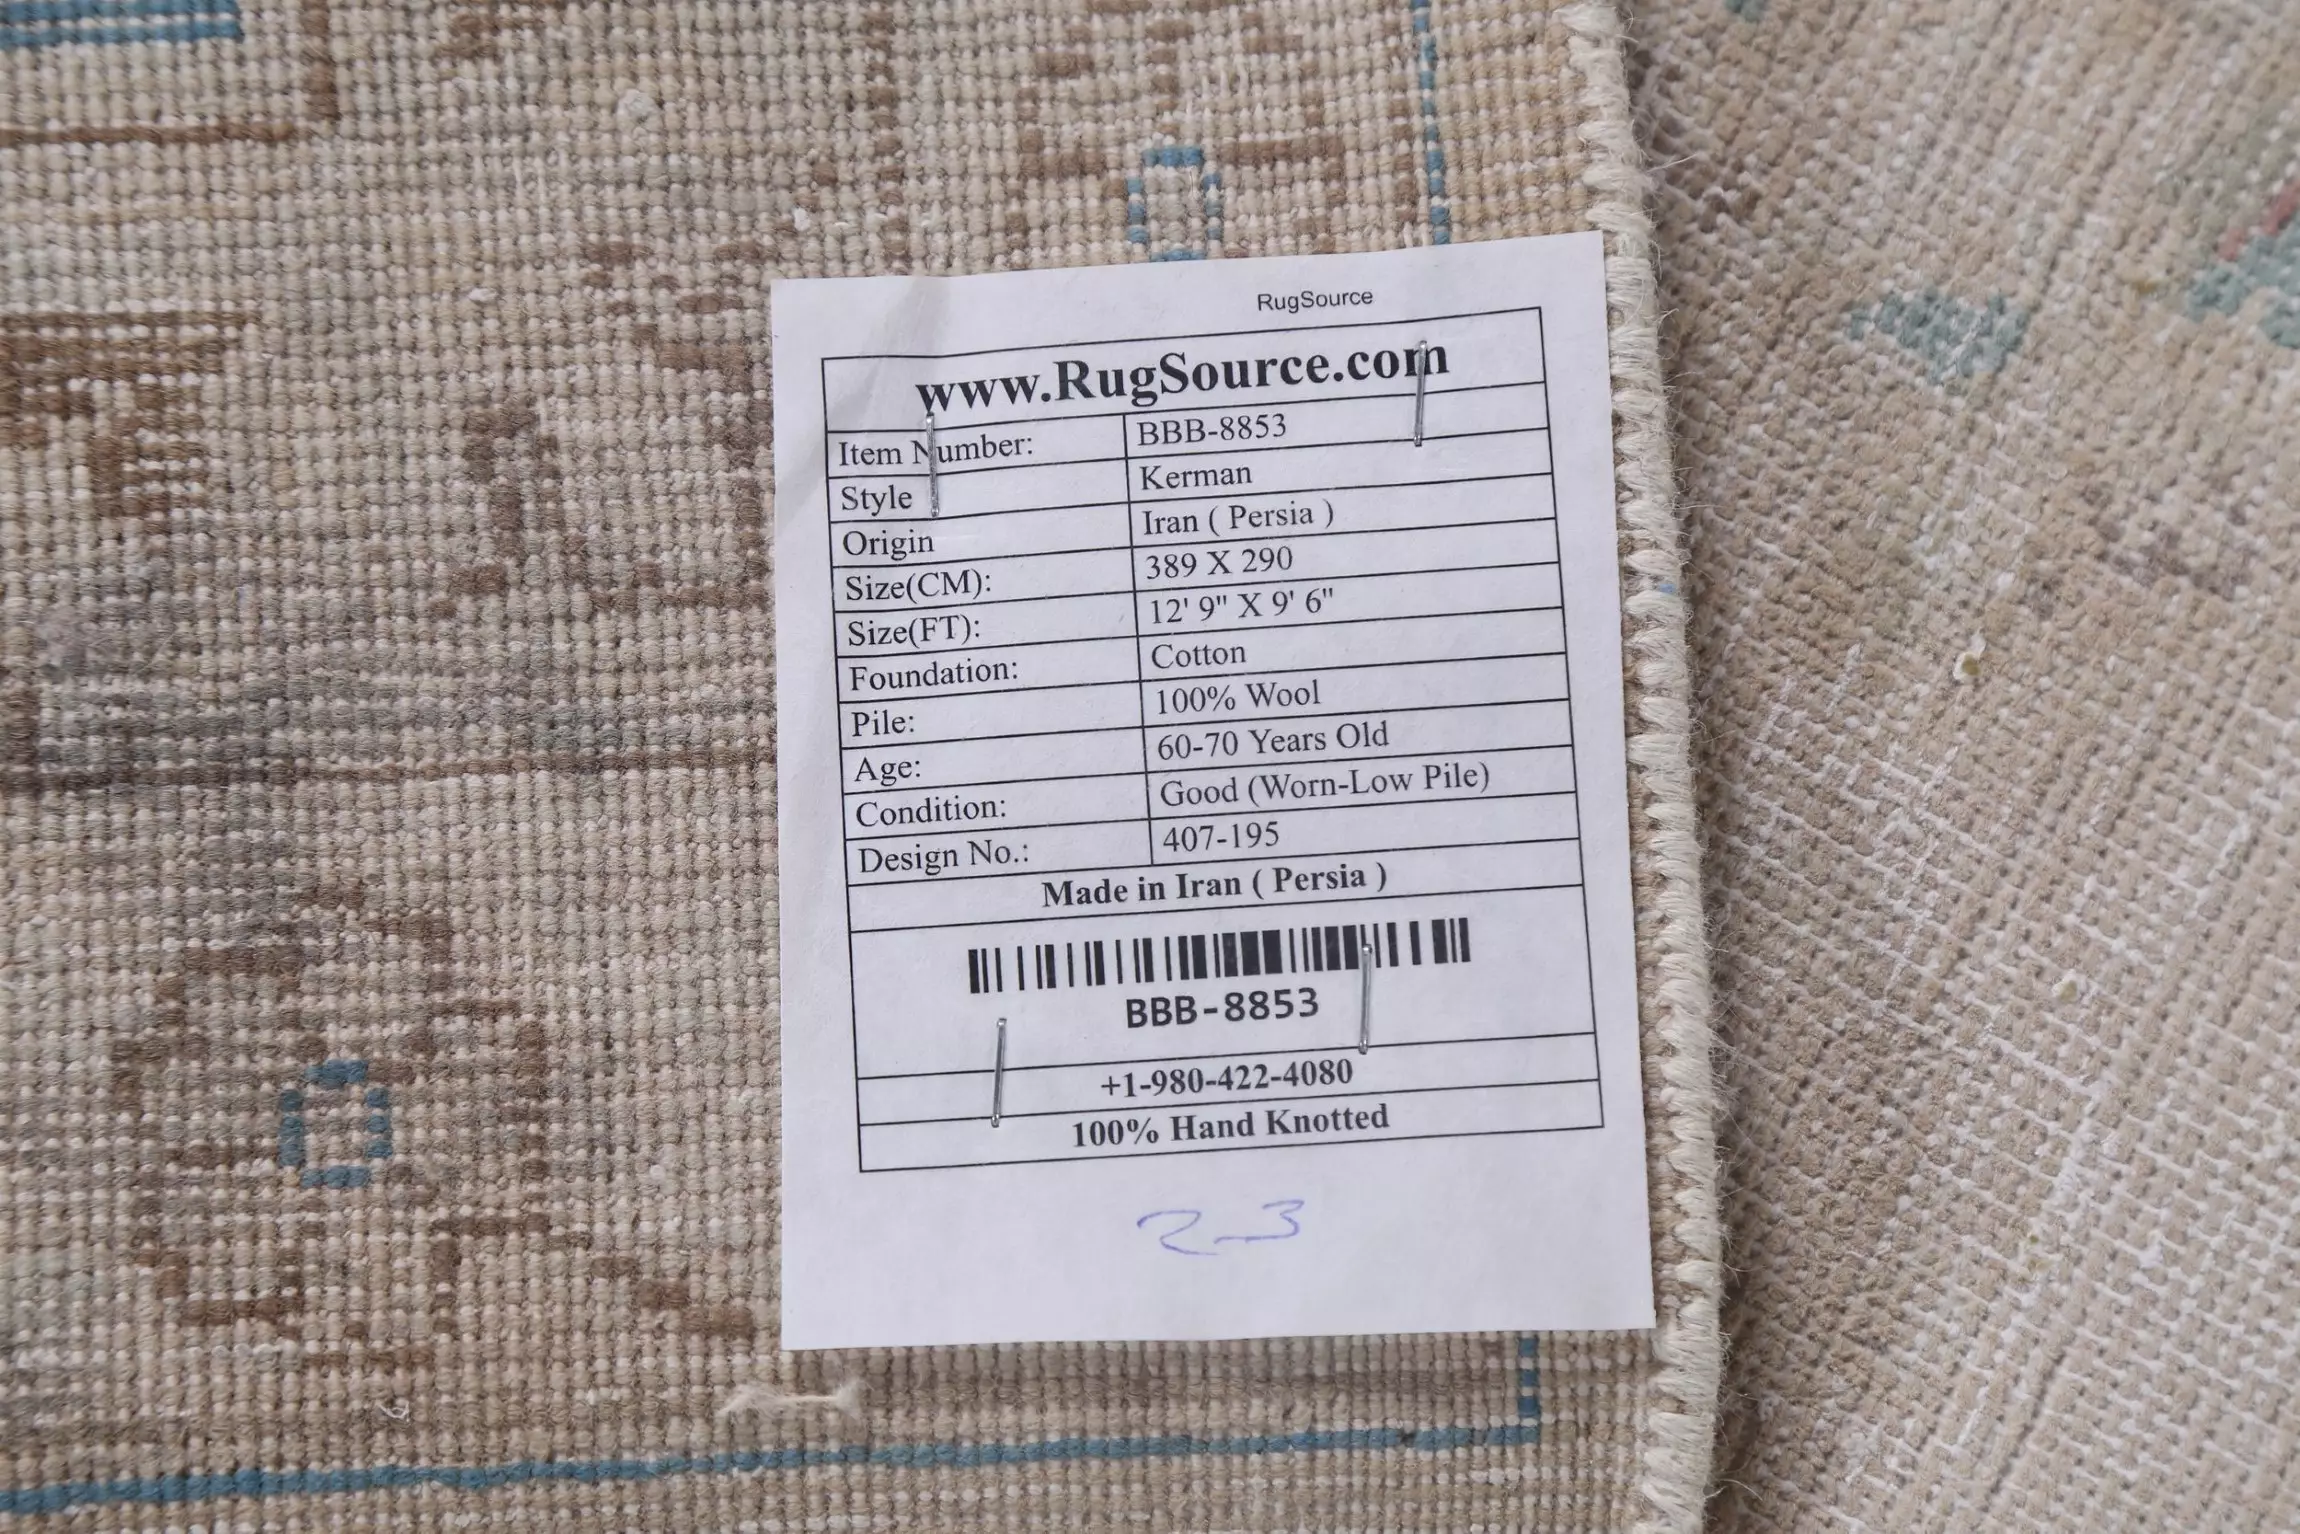 RugSource
www.RugSource.com
Item Number: BBB-8853
Style Kerman
Origin Iran ( Persia )
Size(CM): 389 X 290
Size(FT): 12' 9" X 9' 6"
Foundation: Cotton
Pile: 100% Wool
Age: 60-70 Years Old
Condition: Good (Worn-Low Pile)
Design No.: 407-195
Made in Iran ( Persia )
BBB-8853
+1-980-422-4080
100% Hand Knotted
2-3